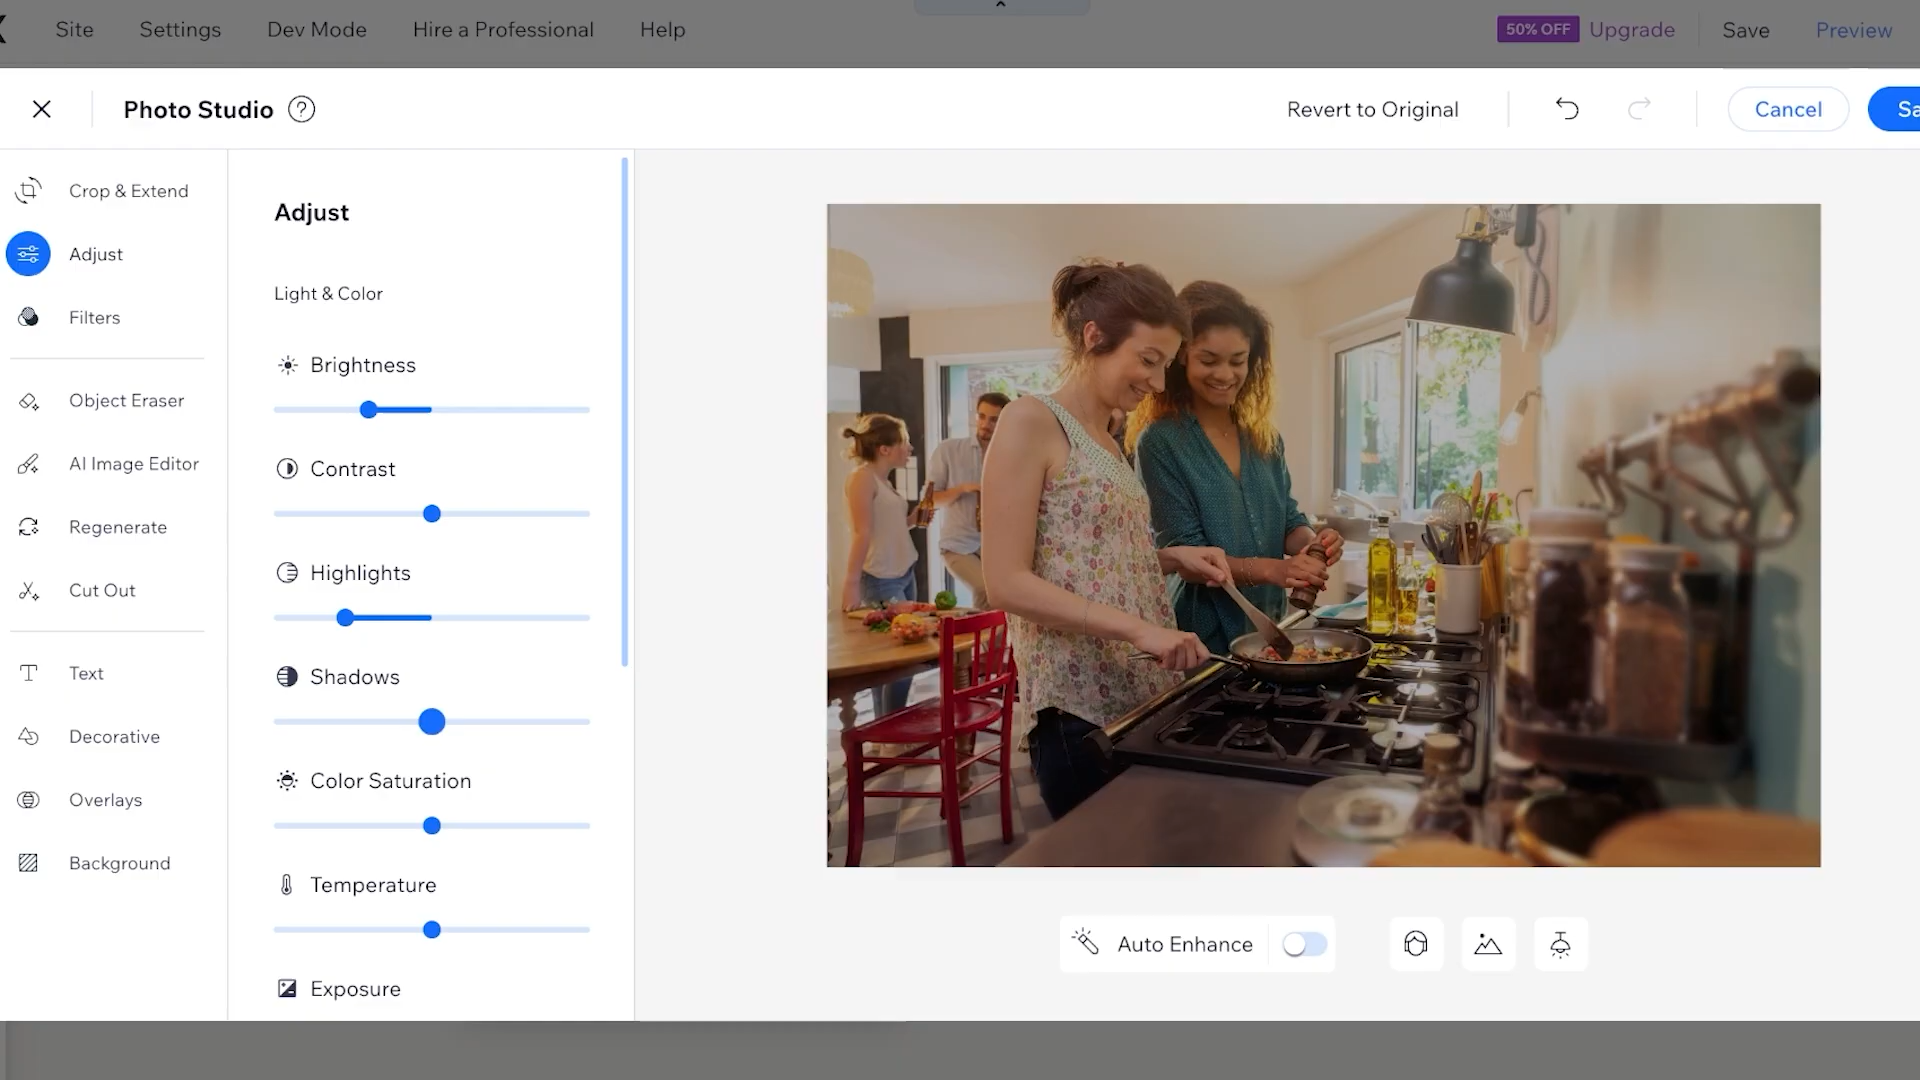 Site Settings Dev Mode Hire a Professional Help 50% OFF Upgrade Save Preview
Photo Studio ? Revert to Original Cancel Sa
Crop & Extend
Adjust
Filters
Object Eraser
AI Image Editor
Regenerate
Cut Out
Text
Decorative
Overlays
Background
Adjust
Light & Color
Brightness
Contrast
Highlights
Shadows
Color Saturation
Temperature
Exposure
Auto Enhance